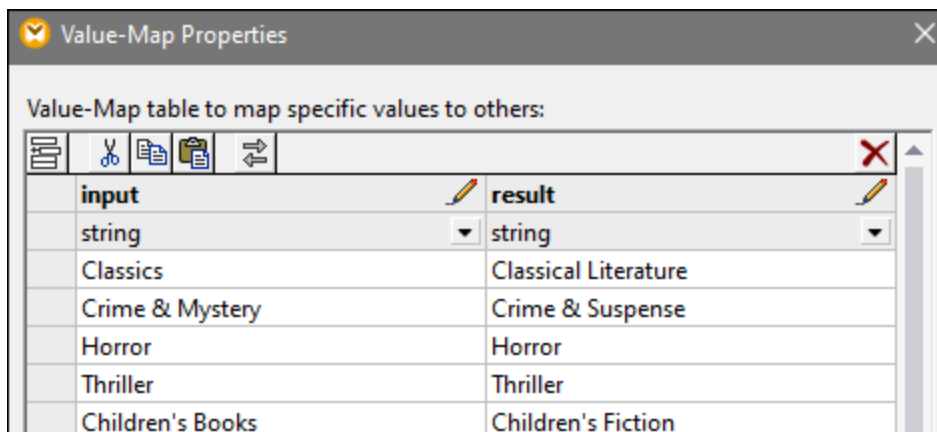 Value-Map Properties
Value-Map table to map specific values to others:
input result
string string
Classics Classical Literature
Crime & Mystery Crime & Suspense
Horror Horror
Thriller Thriller
Children's Books Children's Fiction